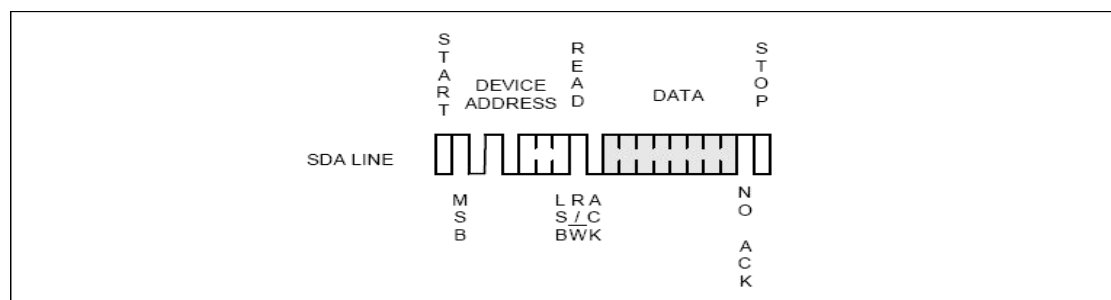 START
DEVICE
ADDRESS
READ
DATA
STOP
SDA LINE
MSB
LSB
R/W
ACK
NO ACK